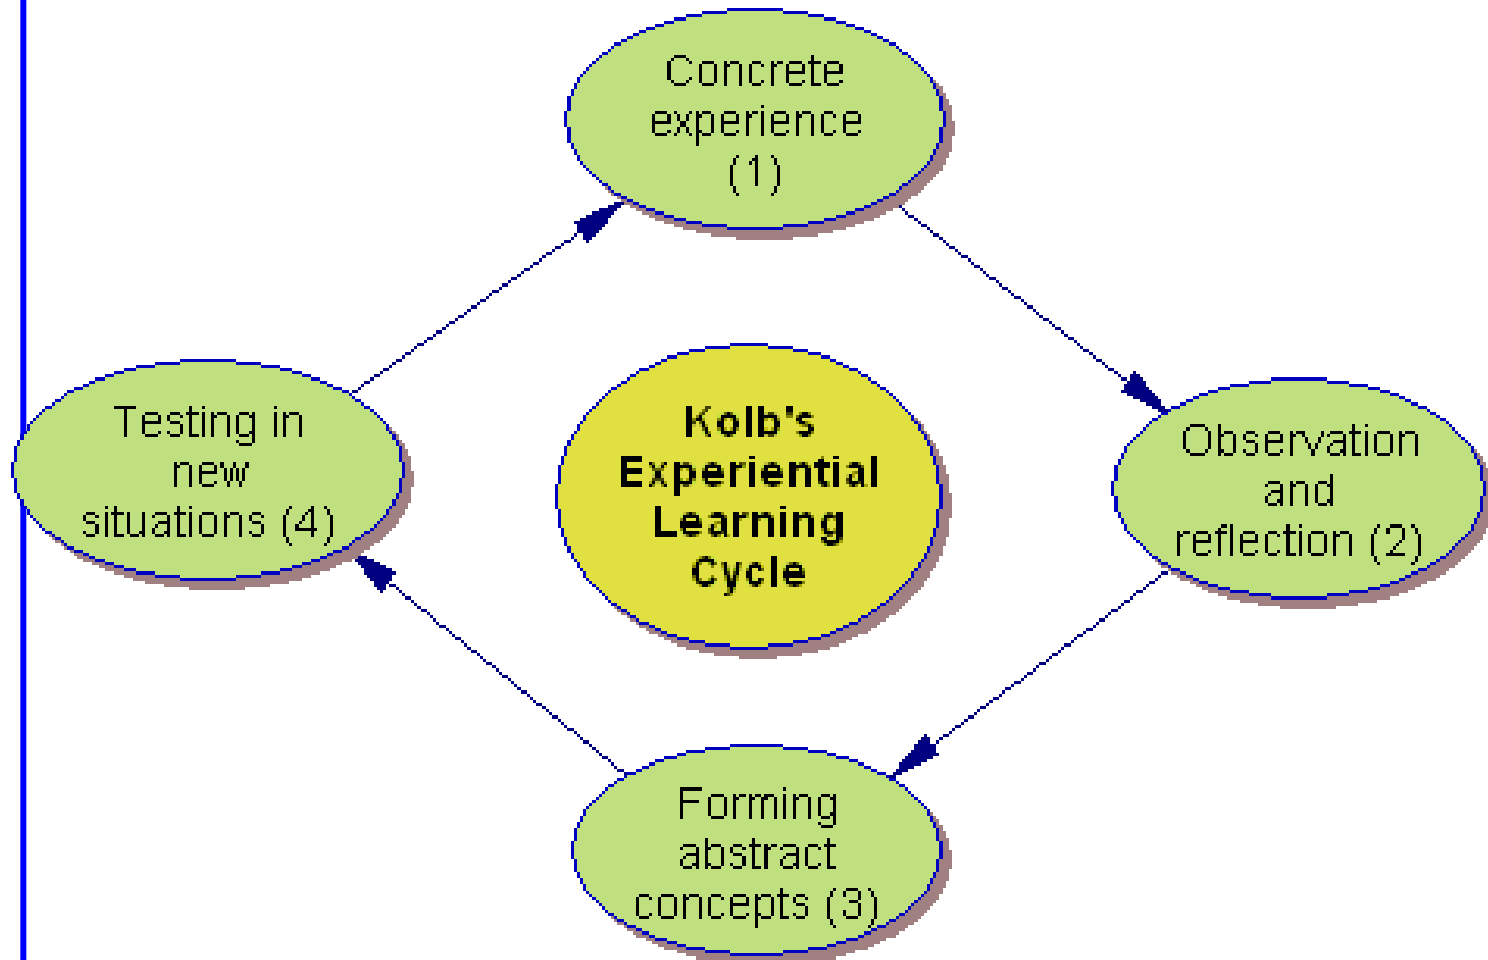 Concrete
experience
(1)
Testing in
new
situations (4)
Kolb's
Experiential
Learning
Cycle
Observation
and
reflection (2)
Forming
abstract
concepts (3)